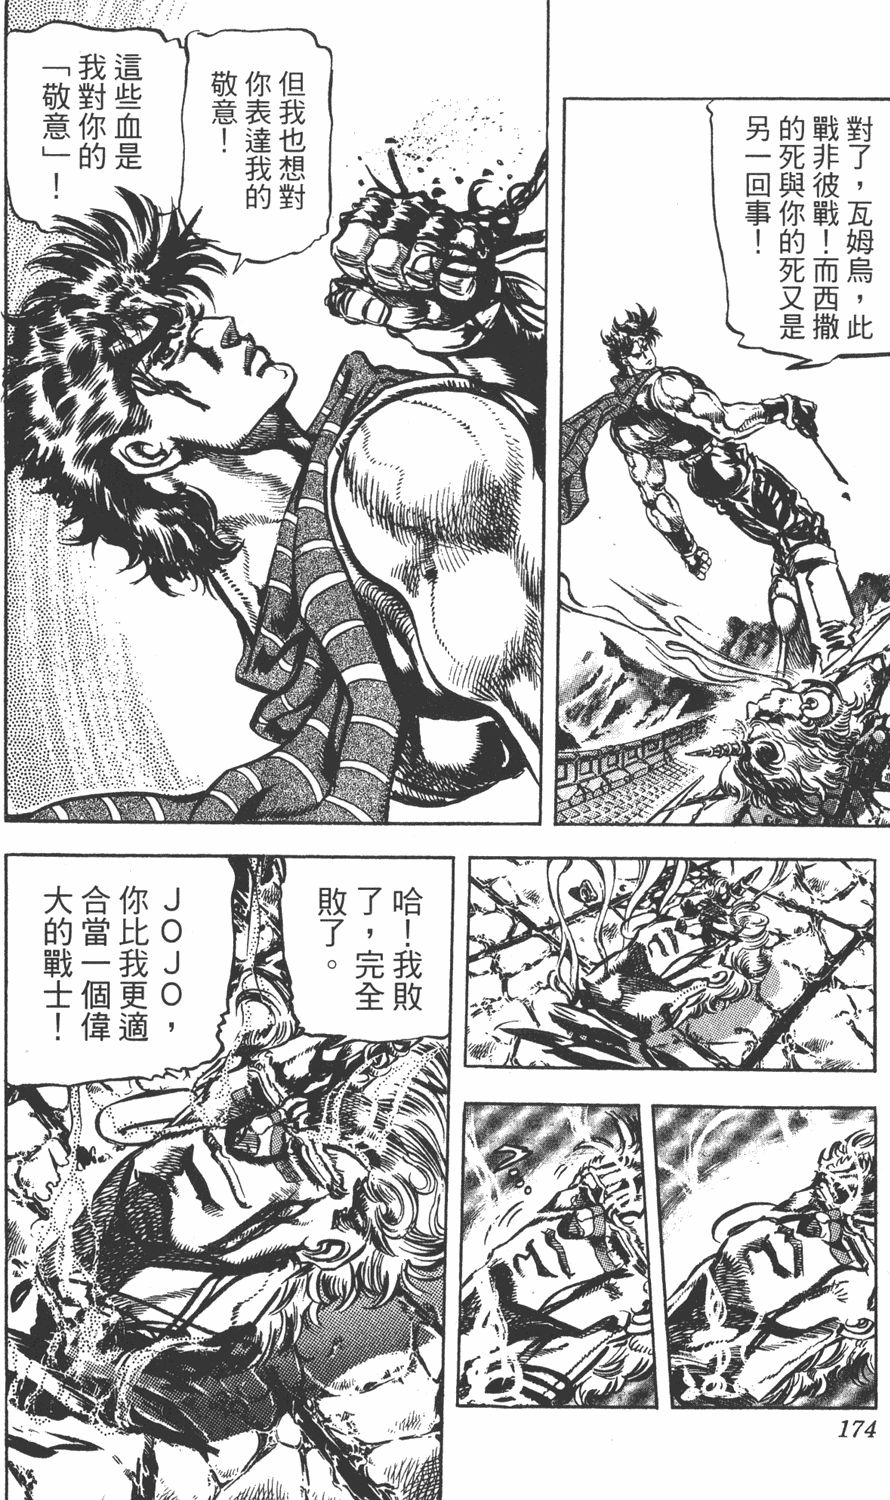 對了，瓦姆烏，此
戰非彼戰！而西撒
的死與你的死又是
另一回事！
但我也想對
你表達我的
敬意！
這些血是
我對你的
「敬意」！
哈！我敗
了，完全
敗了。
JOJO，
你比我更適
合當一個偉
大的戰士！
174